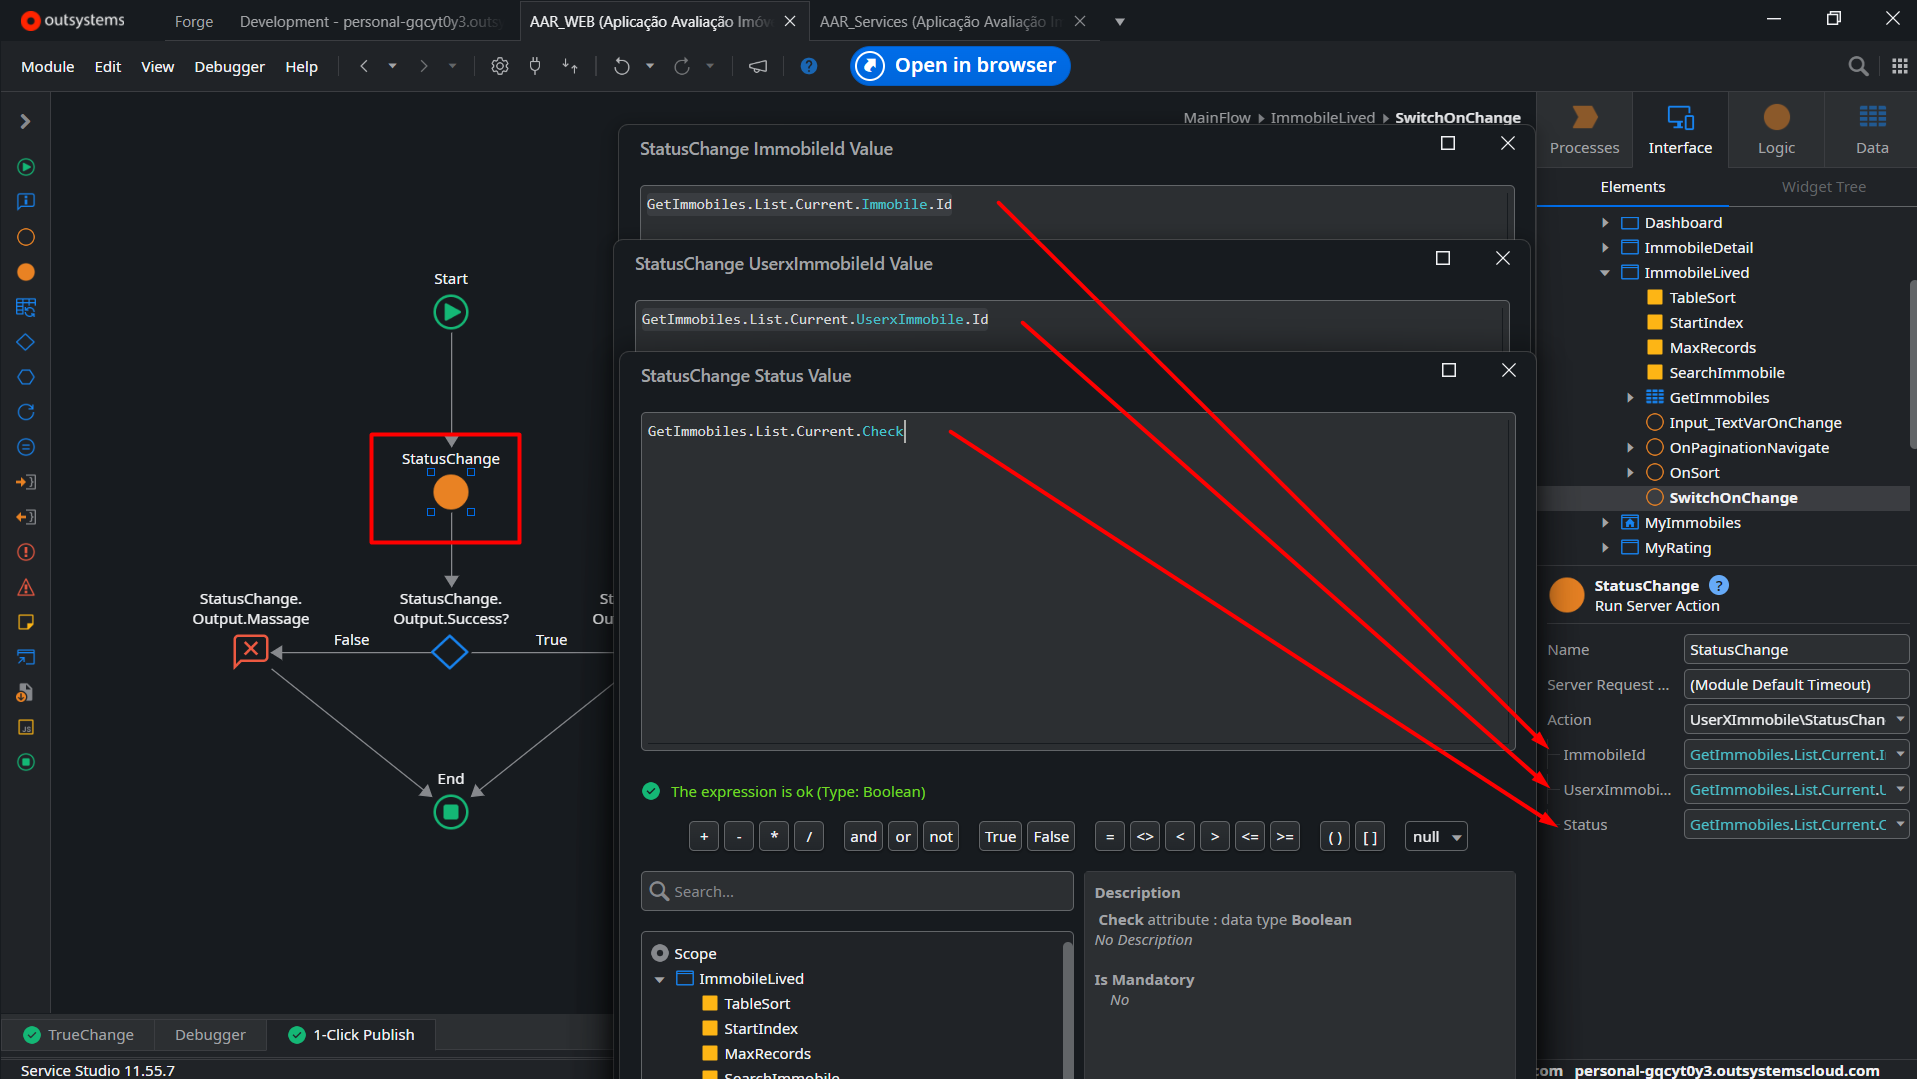 outsystems
Forge
Development - personal-gqcyt0y3.outs
AAR_WEB (Aplicação Avaliação Imóv
AAR_Services (Aplicação Avaliação I
Module
Edit
View
Debugger
Help
Open in browser
MainFlow
ImmobileLived
SwitchOnChange
Processes
Interface
Logic
Data
Elements
Widget Tree
Dashboard
ImmobileDetail
ImmobileLived
TableSort
StartIndex
MaxRecords
SearchImmobile
GetImmobiles
Input_TextVarOnChange
OnPaginationNavigate
OnSort
SwitchOnChange
MyImmobiles
MyRating
StatusChange
Run Server Action
Name
StatusChange
Server Request ...
(Module Default Timeout)
Action
UserXImmobile\StatusChan
ImmobileId
GetImmobiles.List.Current.I
UserxImmobi...
GetImmobiles.List.Current.U
Status
GetImmobiles.List.Current.C
Start
StatusChange
StatusChange.
Output.Massage
False
StatusChange.
Output.Success?
True
St
Ou
End
StatusChange ImmobileId Value
GetImmobiles.List.Current.Immobile.Id
StatusChange UserxImmobileId Value
GetImmobiles.List.Current.UserxImmobile.Id
StatusChange Status Value
GetImmobiles.List.Current.Check
The expression is ok (Type: Boolean)
+ - * / and or not True False = <> < > <= >= ( ) [ ] null
Search...
Scope
ImmobileLived
TableSort
StartIndex
MaxRecords
SearchImmobile
Description
Check attribute : data type Boolean
No Description
Is Mandatory
No
TrueChange
Debugger
1-Click Publish
Service Studio 11.55.7
com personal-gqcyt0y3.outsystemscloud.com